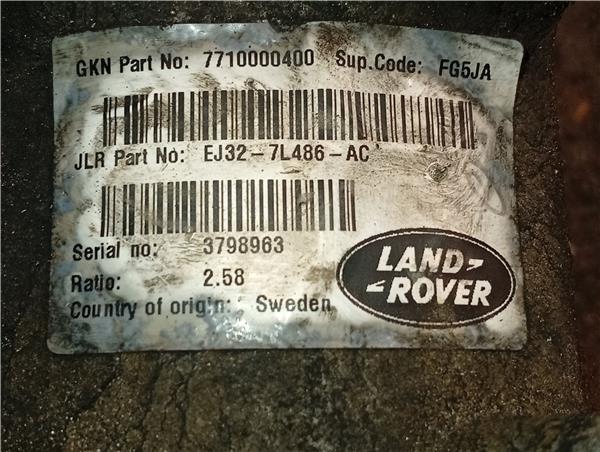 GKN Part No: 7710000400 Sup.Code: FG5JA
JLR Part No: EJ32-7L486-AC
Serial no: 3798963
Ratio: 2.58
Country of origin: Sweden
LAND-
-ROVER